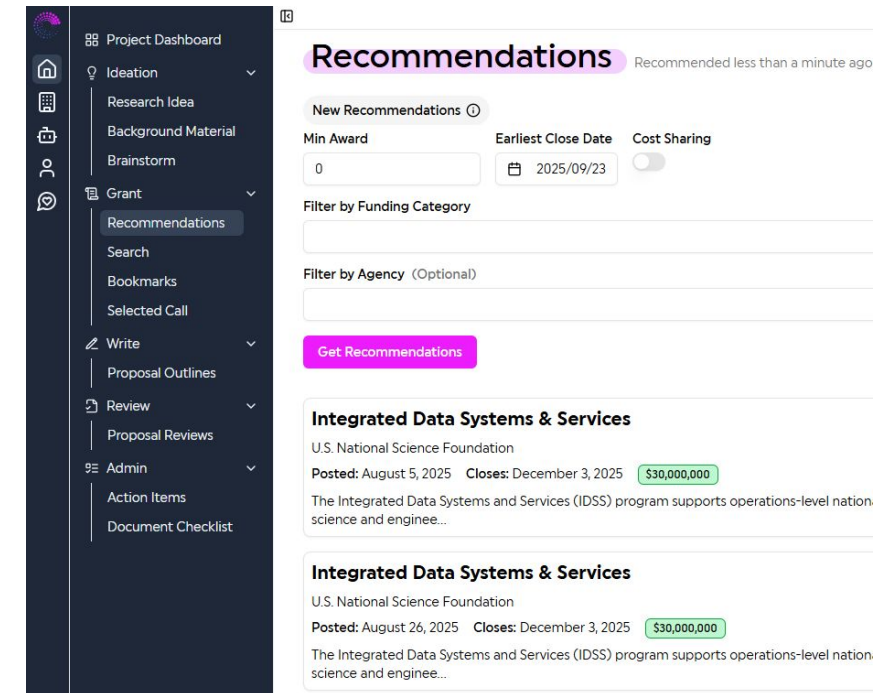 Project Dashboard
Ideation
Research Idea
Background Material
Brainstorm
Grant
Recommendations
Search
Bookmarks
Selected Call
Write
Proposal Outlines
Review
Proposal Reviews
Admin
Action Items
Document Checklist
Recommendations Recommended less than a minute ago
New Recommendations
Min Award Earliest Close Date Cost Sharing
0 2025/09/23
Filter by Funding Category
Filter by Agency (Optional)
Get Recommendations
Integrated Data Systems & Services
U.S. National Science Foundation
Posted: August 5, 2025 Closes: December 3, 2025 $30,000,000
The Integrated Data Systems and Services (IDSS) program supports operations-level nationa
science and enginee...
Integrated Data Systems & Services
U.S. National Science Foundation
Posted: August 26, 2025 Closes: December 3, 2025 $30,000,000
The Integrated Data Systems and Services (IDSS) program supports operations-level nationa
science and enginee...